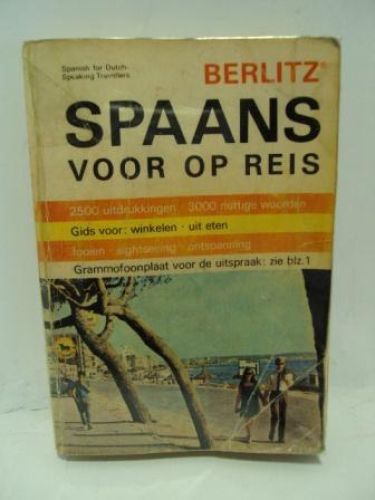 Spanish for Dutch-
Speaking Travellers
BERLITZ®
SPAANS
VOOR OP REIS
2500 uitdrukkingen · 3000 nuttige woorden
Gids voor: winkelen · uit eten
fooien · sightseeing · ontspanning
Grammofoonplaat voor de uitspraak: zie blz. 1